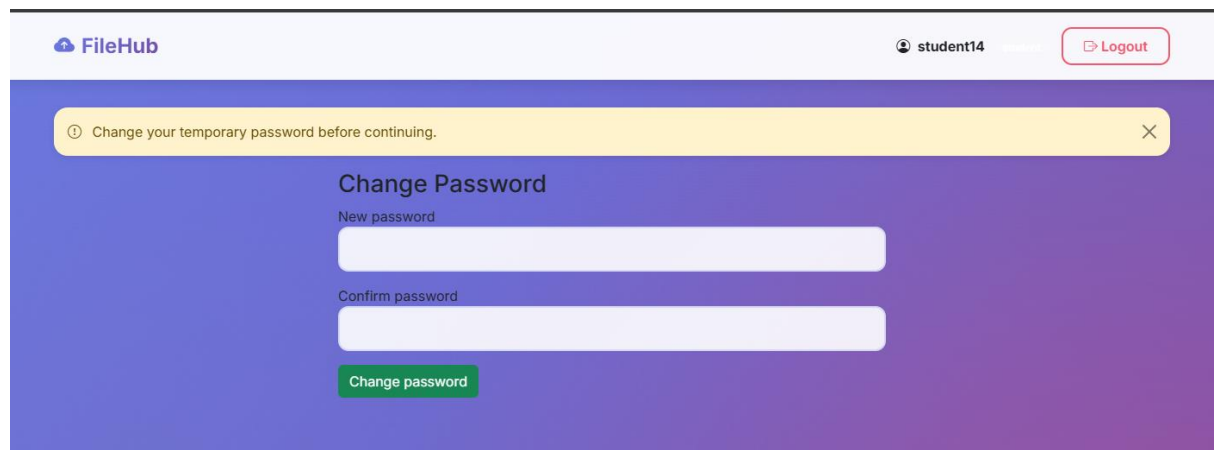 FileHub
student14
Logout
Change your temporary password before continuing.
Change Password
New password
Confirm password
Change password